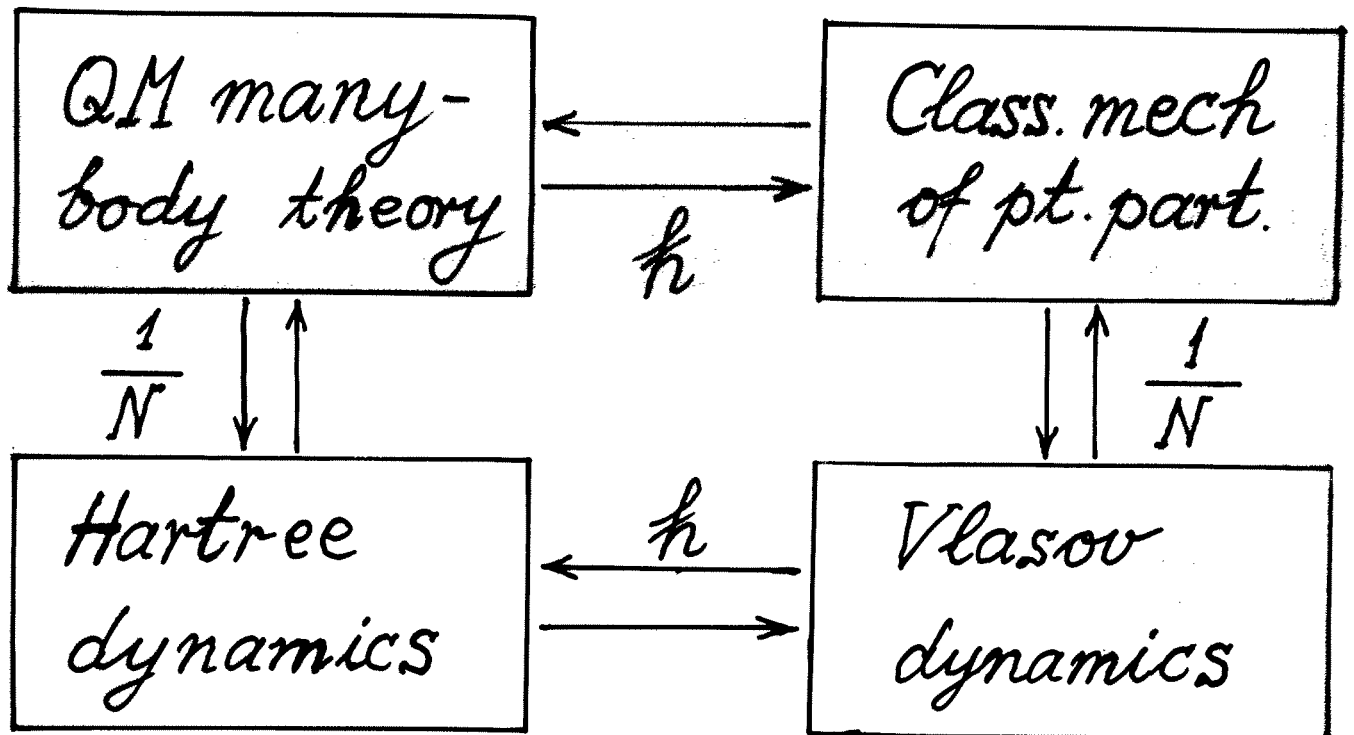 QM many-
body theory
Class. mech
of pt. part.
ħ
1
N
1
N
Hartree
dynamics
ħ
Vlasov
dynamics